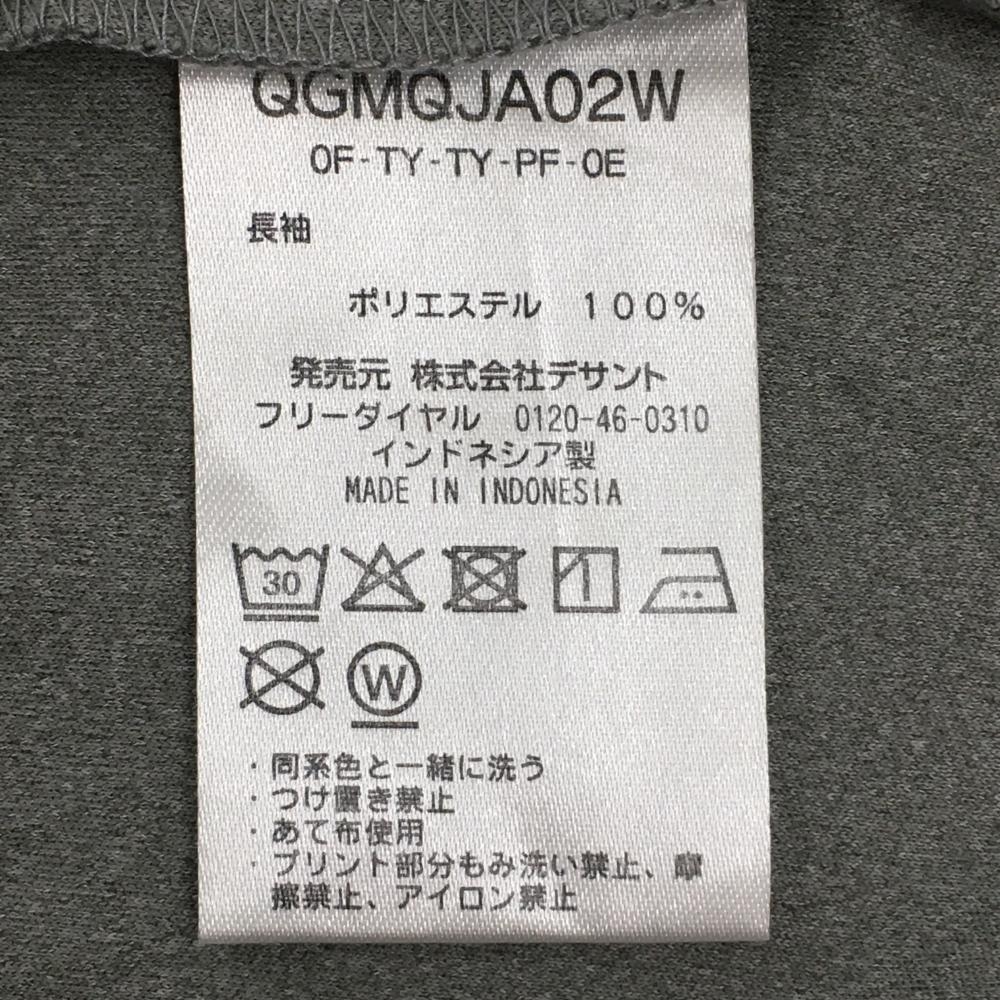 QGMQJA02W
0F-TY-TY-PF-0E
長袖
ポリエステル 100%
発売元 株式会社デサント
フリーダイヤル 0120-46-0310
インドネシア製
MADE IN INDONESIA
30
W
・同系色と一緒に洗う
・つけ置き禁止
・あて布使用
・プリント部分もみ洗い禁止、摩
擦禁止、アイロン禁止